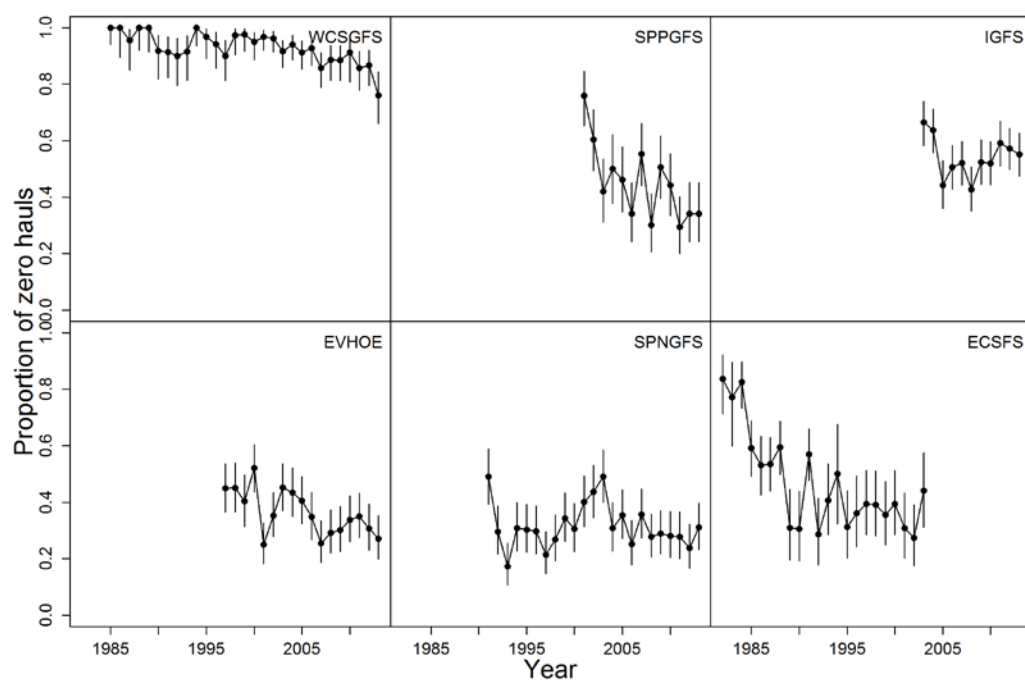 WCSGFS
SPPGFS
IGFS
1.0
0.8
0.6
0.4
0.2
0.0
EVHOE
SPNGFS
ECSFS
1.0
0.8
0.6
0.4
0.2
0.0
Proportion of zero hauls
1985 1995 2005 1985 1995 2005 1985 1995 2005
Year